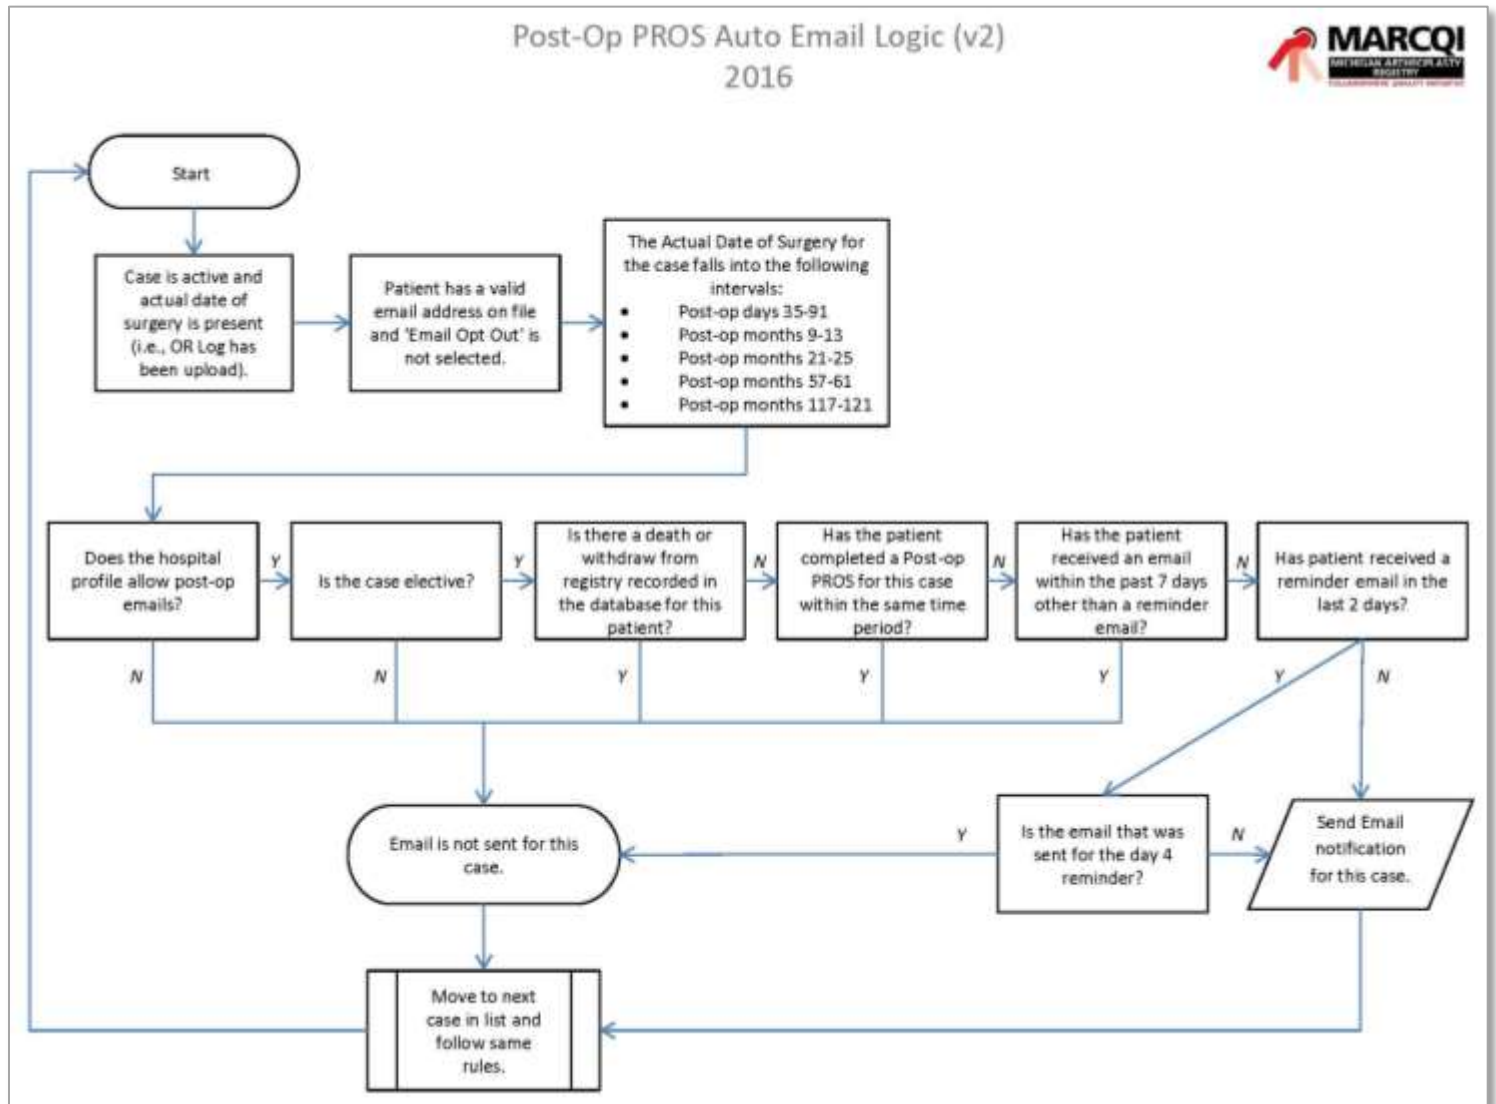 Post-Op PROS Auto Email Logic (v2)
2016
MARCQI
MICHIGAN ARTHROPLASTY
REGISTRY
COLLABORATIVE QUALITY INITIATIVE
Start
Case is active and
actual date of
surgery is present
(i.e., OR Log has
been upload).
Patient has a valid
email address on file
and 'Email Opt Out' is
not selected.
The Actual Date of Surgery for
the case falls into the following
intervals:
• Post-op days 35-91
• Post-op months 9-13
• Post-op months 21-25
• Post-op months 57-61
• Post-op months 117-121
Does the hospital
profile allow post-op
emails?
Y
Is the case elective?
Y
Is there a death or
withdraw from
registry recorded in
the database for this
patient?
N
Has the patient
completed a Post-op
PROS for this case
within the same time
period?
N
Has the patient
received an email
within the past 7 days
other than a reminder
email?
N
Has patient received a
reminder email in the
last 2 days?
N
N
Y
Y
Y
Y
N
Email is not sent for this
case.
Y
Is the email that was
sent for the day 4
reminder?
N
Send Email
notification
for this case.
Move to next
case in list and
follow same
rules.